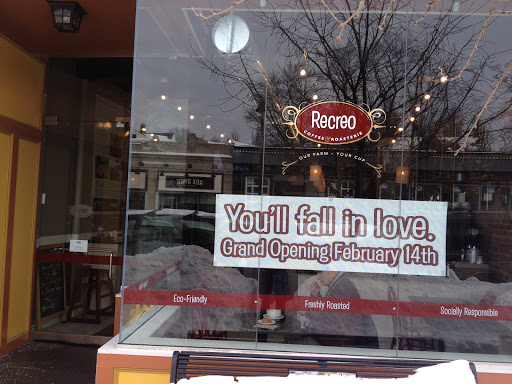 Recreo
COFFEE & ROASTERIE
OUR FARM • YOUR CUP
You'll fall in love.
Grand Opening February 14th
Eco-Friendly
Freshly Roasted
Socially Responsible